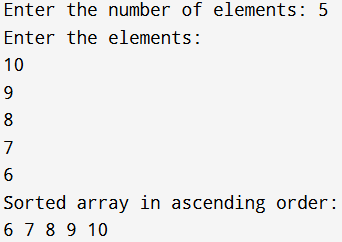 Enter the number of elements: 5
Enter the elements:
10
9
8
7
6
Sorted array in ascending order:
6 7 8 9 10